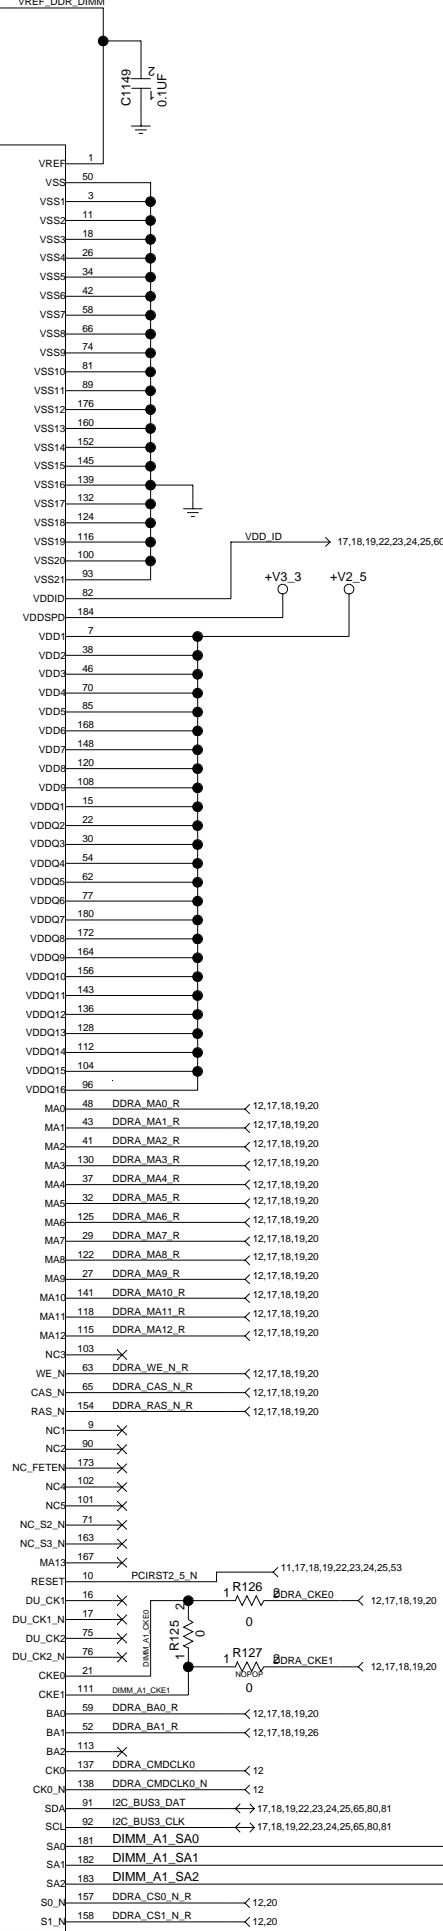 VREF_DDR_DIMM
C1149 2 1 0.1UF
VREF 1
VSS 50
VSS1 3
VSS2 11
VSS3 18
VSS4 26
VSS5 34
VSS6 42
VSS7 58
VSS8 66
VSS9 74
VSS10 81
VSS11 89
VSS12 176
VSS13 160
VSS14 152
VSS15 145
VSS16 139
VSS17 132
VSS18 124
VSS19 116
VSS20 100
VSS21 93
VDD_ID 17,18,19,22,23,24,25,60
VDDID 82
+V3_3 +V2_5
VDDSPD 184
VDD1 7
VDD2 38
VDD3 46
VDD4 70
VDD5 85
VDD6 168
VDD7 148
VDD8 120
VDD9 108
VDDQ1 15
VDDQ2 22
VDDQ3 30
VDDQ4 54
VDDQ5 62
VDDQ6 77
VDDQ7 180
VDDQ8 172
VDDQ9 164
VDDQ10 156
VDDQ11 143
VDDQ12 136
VDDQ13 128
VDDQ14 112
VDDQ15 104
VDDQ16 96
MA0 48 DDRA_MA0_R 12,17,18,19,20
MA1 43 DDRA_MA1_R 12,17,18,19,20
MA2 41 DDRA_MA2_R 12,17,18,19,20
MA3 130 DDRA_MA3_R 12,17,18,19,20
MA4 37 DDRA_MA4_R 12,17,18,19,20
MA5 32 DDRA_MA5_R 12,17,18,19,20
MA6 125 DDRA_MA6_R 12,17,18,19,20
MA7 29 DDRA_MA7_R 12,17,18,19,20
MA8 122 DDRA_MA8_R 12,17,18,19,20
MA9 27 DDRA_MA9_R 12,17,18,19,20
MA10 141 DDRA_MA10_R 12,17,18,19,20
MA11 118 DDRA_MA11_R 12,17,18,19,20
MA12 115 DDRA_MA12_R 12,17,18,19,20
NC3 103
WE_N 63 DDRA_WE_N_R 12,17,18,19,20
CAS_N 65 DDRA_CAS_N_R 12,17,18,19,20
RAS_N 154 DDRA_RAS_N_R 12,17,18,19,20
NC1 9
NC2 90
NC_FETEN 173
NC4 102
NC5 101
NC_S2_N 71
NC_S3_N 163
MA13 167
RESET 10 PCIRST2_5_N 11,17,18,19,22,23,24,25,53
DU_CK1 16 1 R126 2 0 DDRA_CKE0 12,17,18,19,20
DU_CK1_N 17
DU_CK2 75 DIMM_A1_CKE0 1 R125 2 0
DU_CK2_N 76 1 R127 2 NOPOP 0 DDRA_CKE1 12,17,18,19,20
CKE0 21
CKE1 111 DIMM_A1_CKE1
BA0 59 DDRA_BA0_R 12,17,18,19,20
BA1 52 DDRA_BA1_R 12,17,18,19,26
BA2 113
CK0 137 DDRA_CMDCLK0 12
CK0_N 138 DDRA_CMDCLK0_N 12
SDA 91 I2C_BUS3_DAT 17,18,19,22,23,24,25,65,80,81
SCL 92 I2C_BUS3_CLK 17,18,19,22,23,24,25,65,80,81
SA0 181 DIMM_A1_SA0
SA1 182 DIMM_A1_SA1
SA2 183 DIMM_A1_SA2
S0_N 157 DDRA_CS0_N_R 12,20
S1_N 158 DDRA_CS1_N_R 12,20